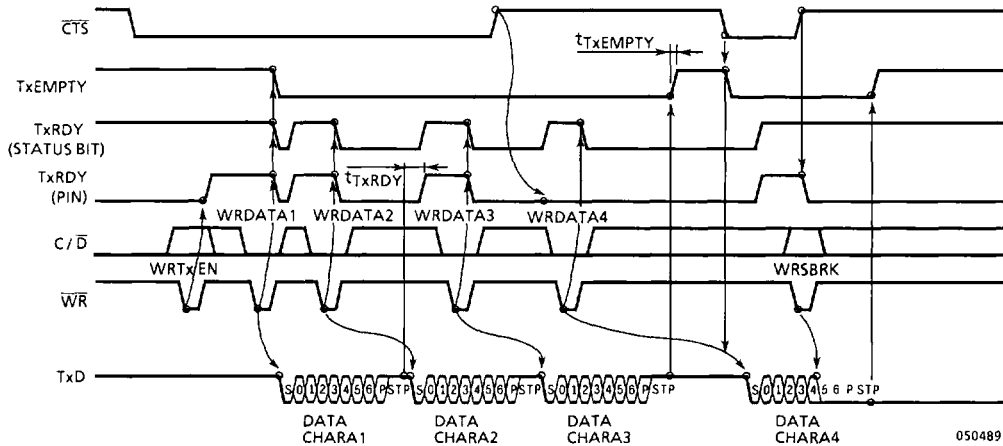 CTS
tTxEMPTY
TxEMPTY
TxRDY
(STATUS BIT)
TxRDY
(PIN)
tTxRDY
WRDATA1 WRDATA2 WRDATA3 WRDATA4
C/D
WRTxEN
WRSBRK
WR
TxD
S 0 1 2 3 4 5 6 P STP S 0 1 2 3 4 5 6 P STP S 0 1 2 3 4 5 6 P STP S 0 1 2 3 4 5 6 P STP
DATA CHARA1
DATA CHARA2
DATA CHARA3
DATA CHARA4
050489